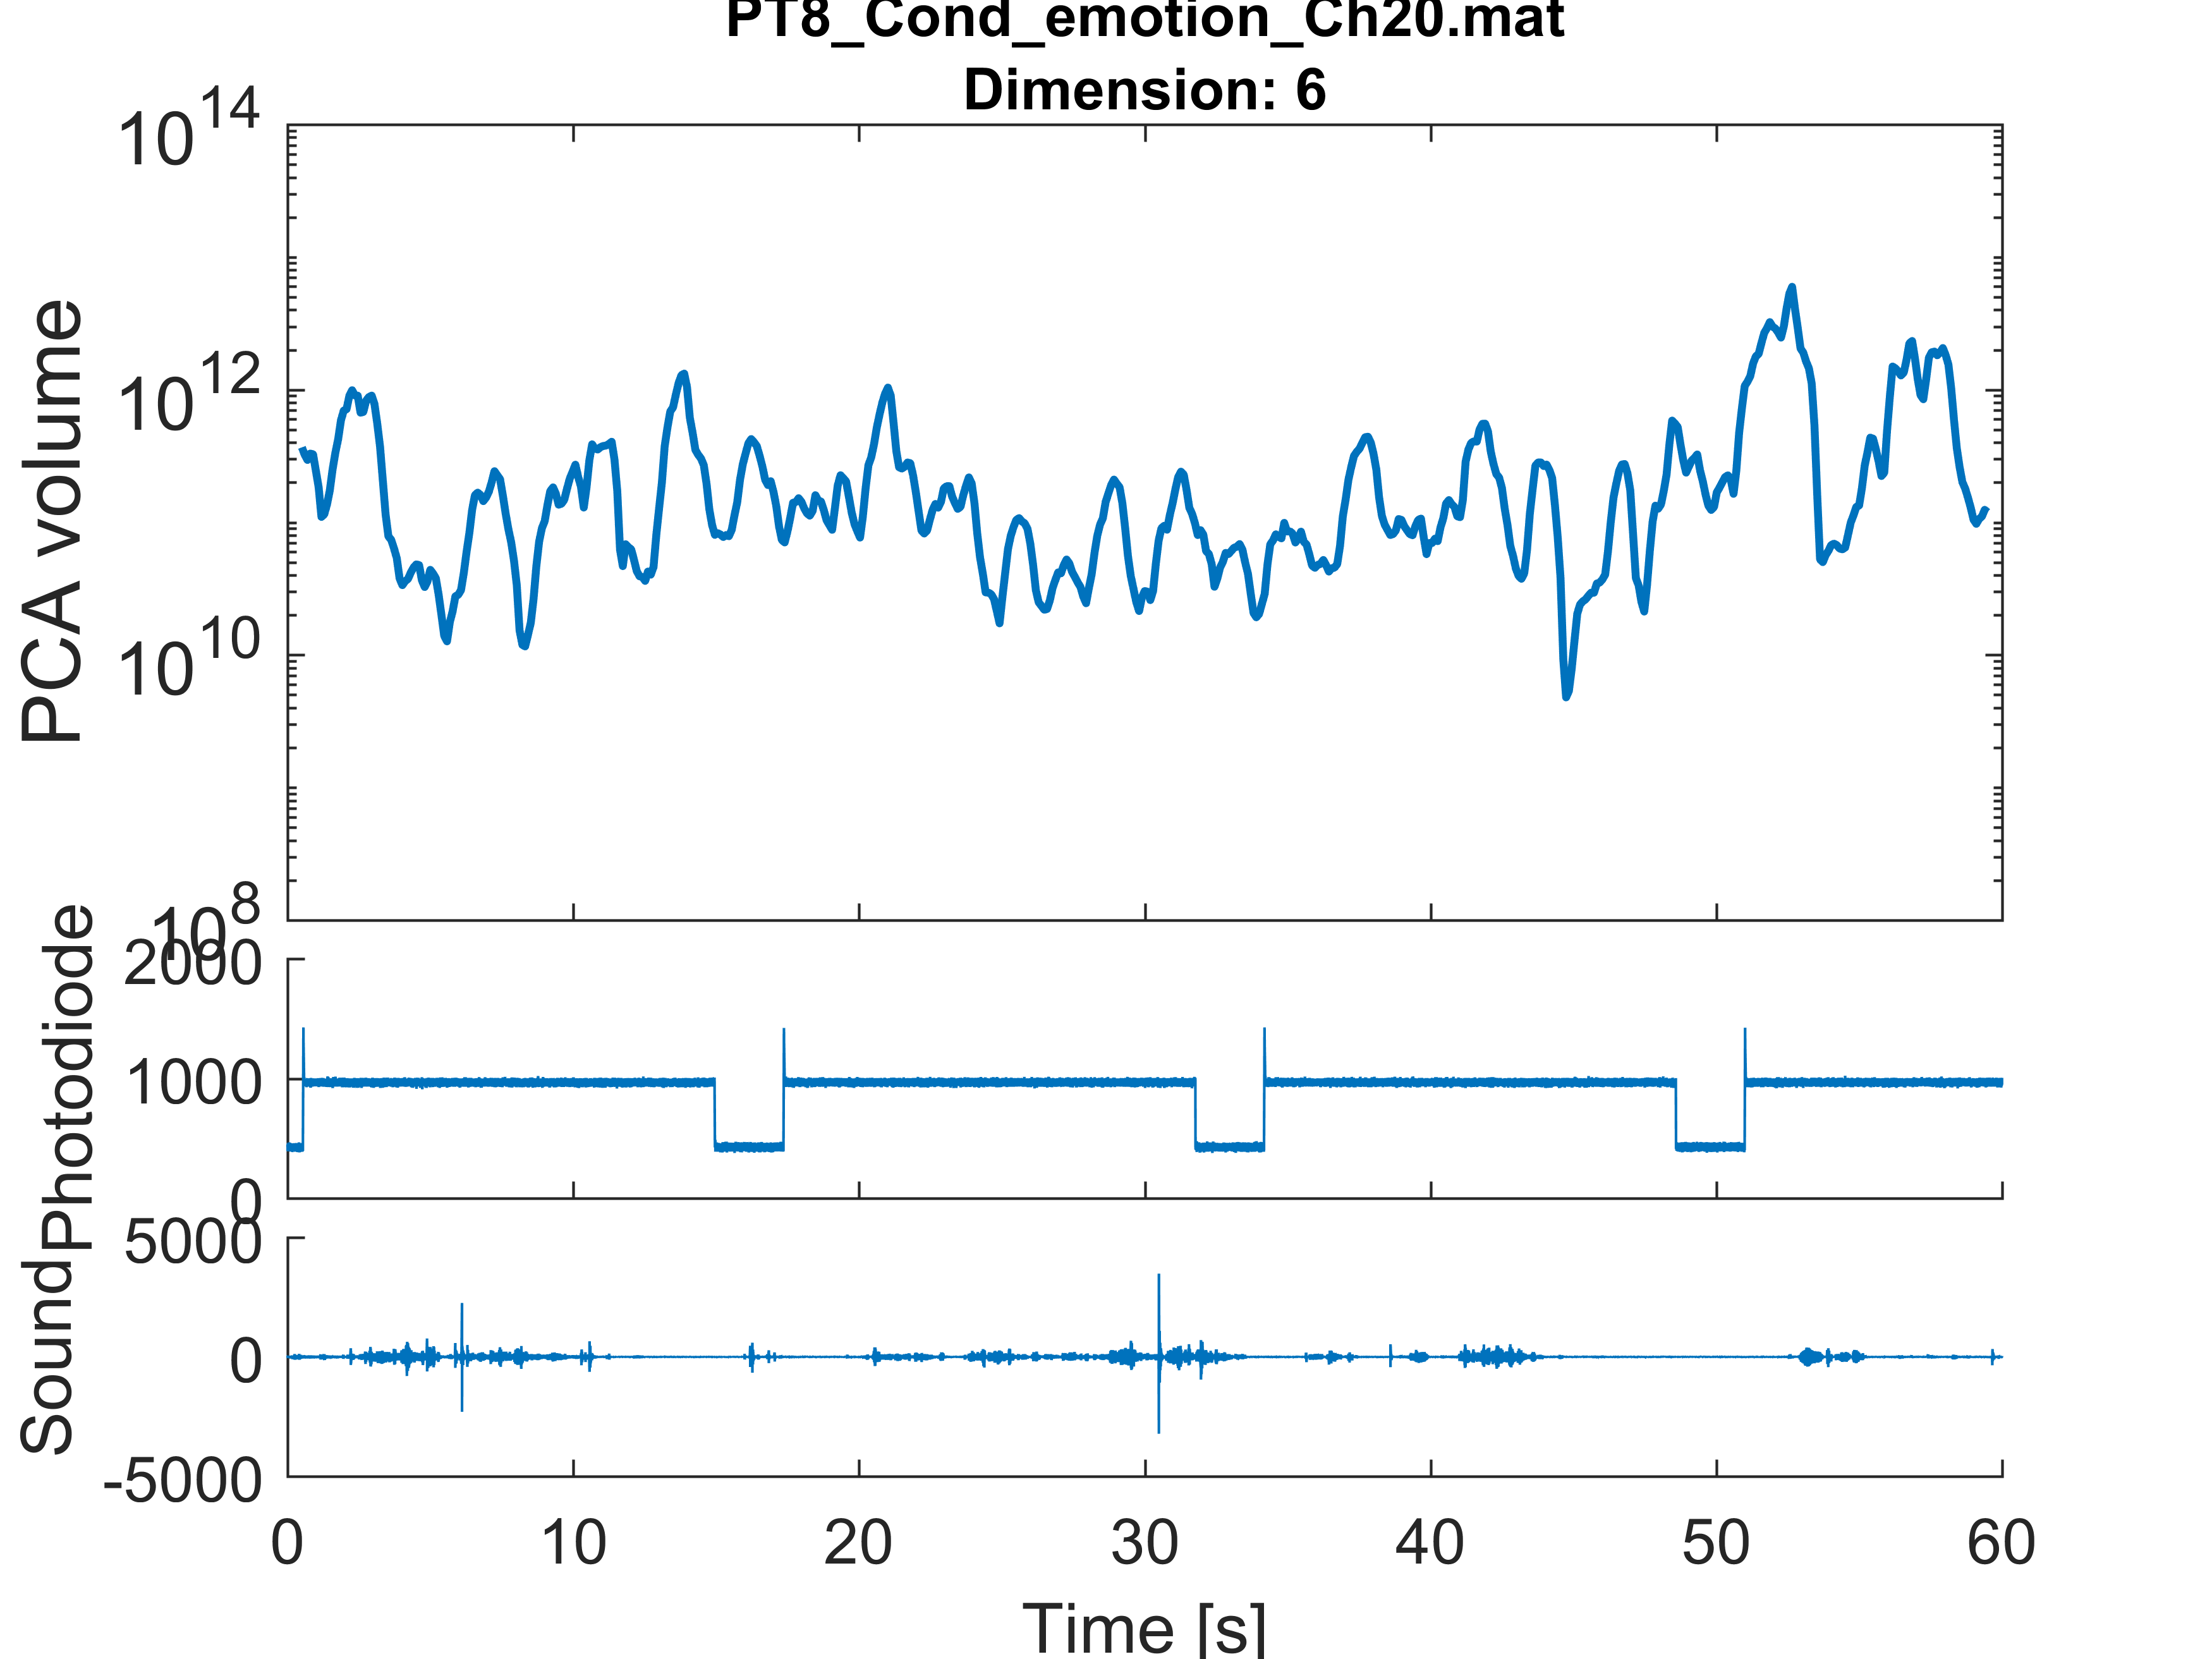 PT8_Cond_emotion_Ch20.mat
Dimension: 6
10^14
10^12
10^10
10^8
PCA volume
2000
1000
0
Photodiode
5000
0
-5000
Sound
0 10 20 30 40 50 60
Time [s]